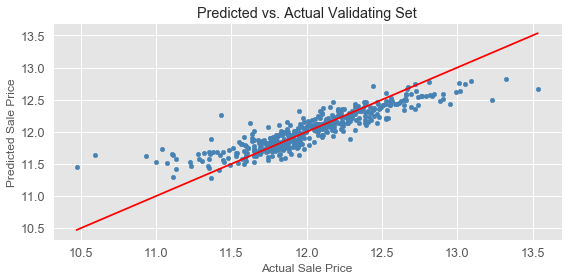 Predicted vs. Actual Validating Set
Predicted Sale Price
13.5
13.0
12.5
12.0
11.5
11.0
10.5
10.5 11.0 11.5 12.0 12.5 13.0 13.5
Actual Sale Price